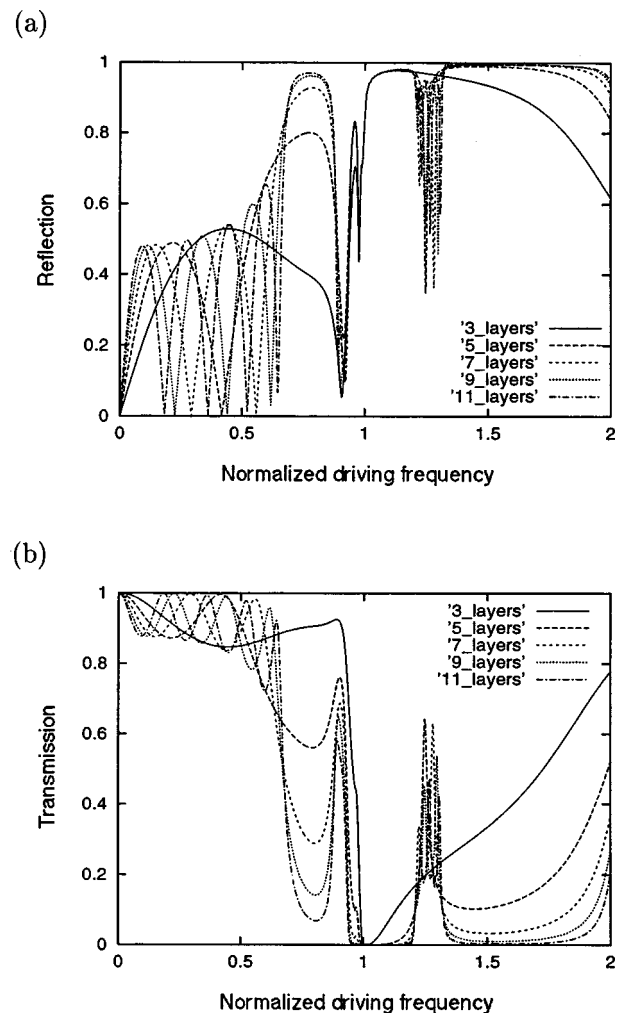 (a)
1
0.8
0.6
0.4
0.2
0
Reflection
'3_layers'
'5_layers'
'7_layers'
'9_layers'
'11_layers'
0 0.5 1 1.5 2
Normalized driving frequency
(b)
1
0.8
0.6
0.4
0.2
0
Transmission
'3_layers'
'5_layers'
'7_layers'
'9_layers'
'11_layers'
0 0.5 1 1.5 2
Normalized driving frequency